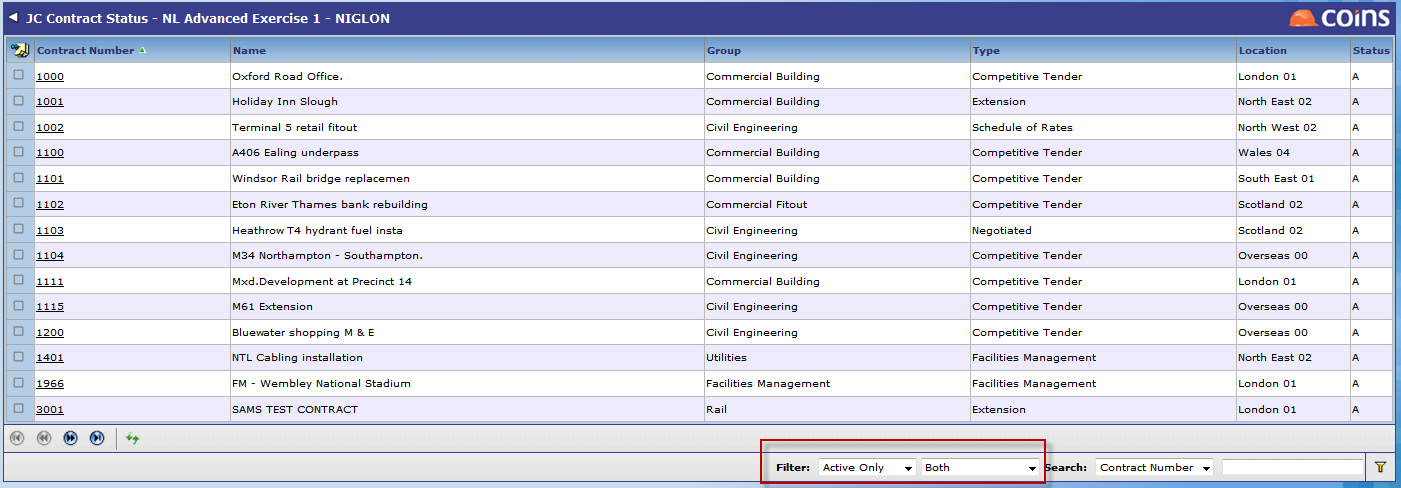 JC Contract Status - NL Advanced Exercise 1 - NIGLON coins
Contract Number Name Group Type Location Status
1000 Oxford Road Office. Commercial Building Competitive Tender London 01 A
1001 Holiday Inn Slough Commercial Building Extension North East 02 A
1002 Terminal 5 retail fitout Civil Engineering Schedule of Rates North West 02 A
1100 A406 Ealing underpass Commercial Building Competitive Tender Wales 04 A
1101 Windsor Rail bridge replacemen Commercial Building Competitive Tender South East 01 A
1102 Eton River Thames bank rebuilding Commercial Fitout Competitive Tender Scotland 02 A
1103 Heathrow T4 hydrant fuel insta Civil Engineering Negotiated Scotland 02 A
1104 M34 Northampton - Southampton. Civil Engineering Competitive Tender Overseas 00 A
1111 Mxd.Development at Precinct 14 Commercial Building Competitive Tender London 01 A
1115 M61 Extension Civil Engineering Competitive Tender Overseas 00 A
1200 Bluewater shopping M & E Civil Engineering Competitive Tender Overseas 00 A
1401 NTL Cabling installation Utilities Facilities Management North East 02 A
1966 FM - Wembley National Stadium Facilities Management Facilities Management London 01 A
3001 SAMS TEST CONTRACT Rail Extension London 01 A
Filter: Active Only Both Search: Contract Number